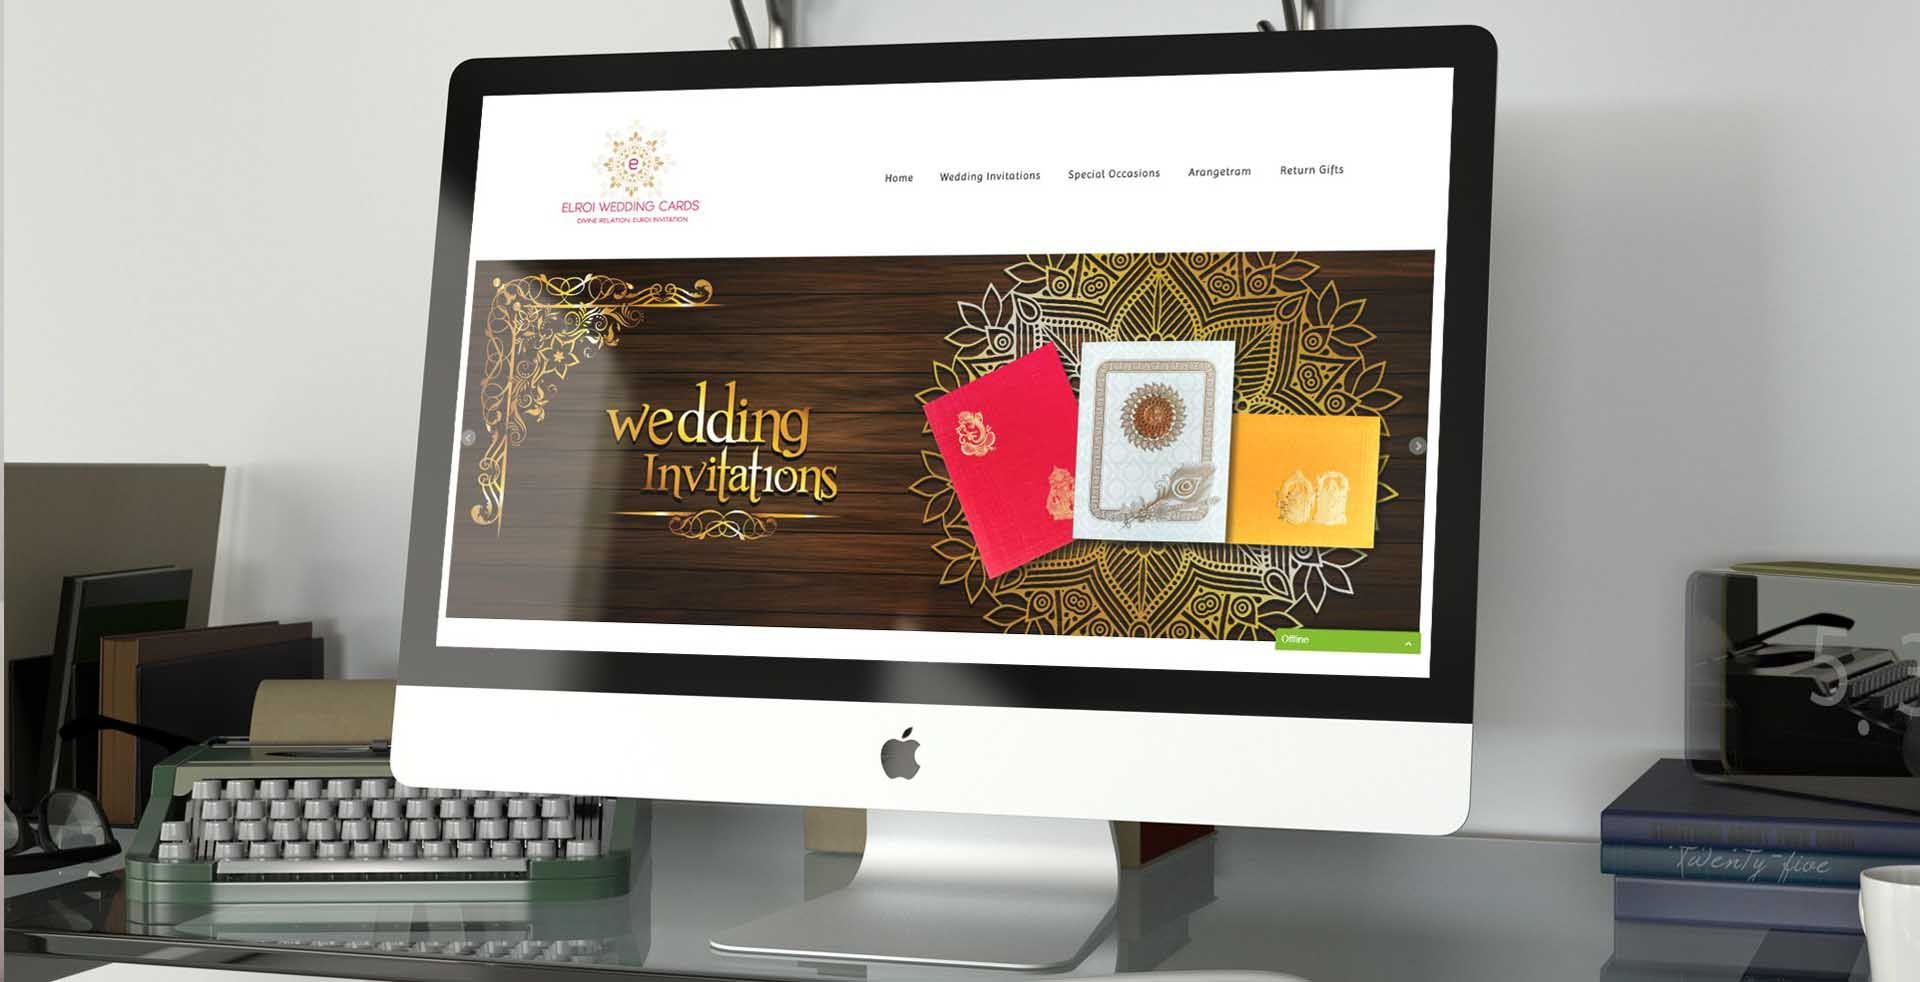 e
ELROI WEDDING CARDS
DIVINE RELATION. ELROI INVITATION
Home Wedding Invitations Special Occasions Arangetram Return Gifts
wedding
Invitations
Offline
5
Twenty-five